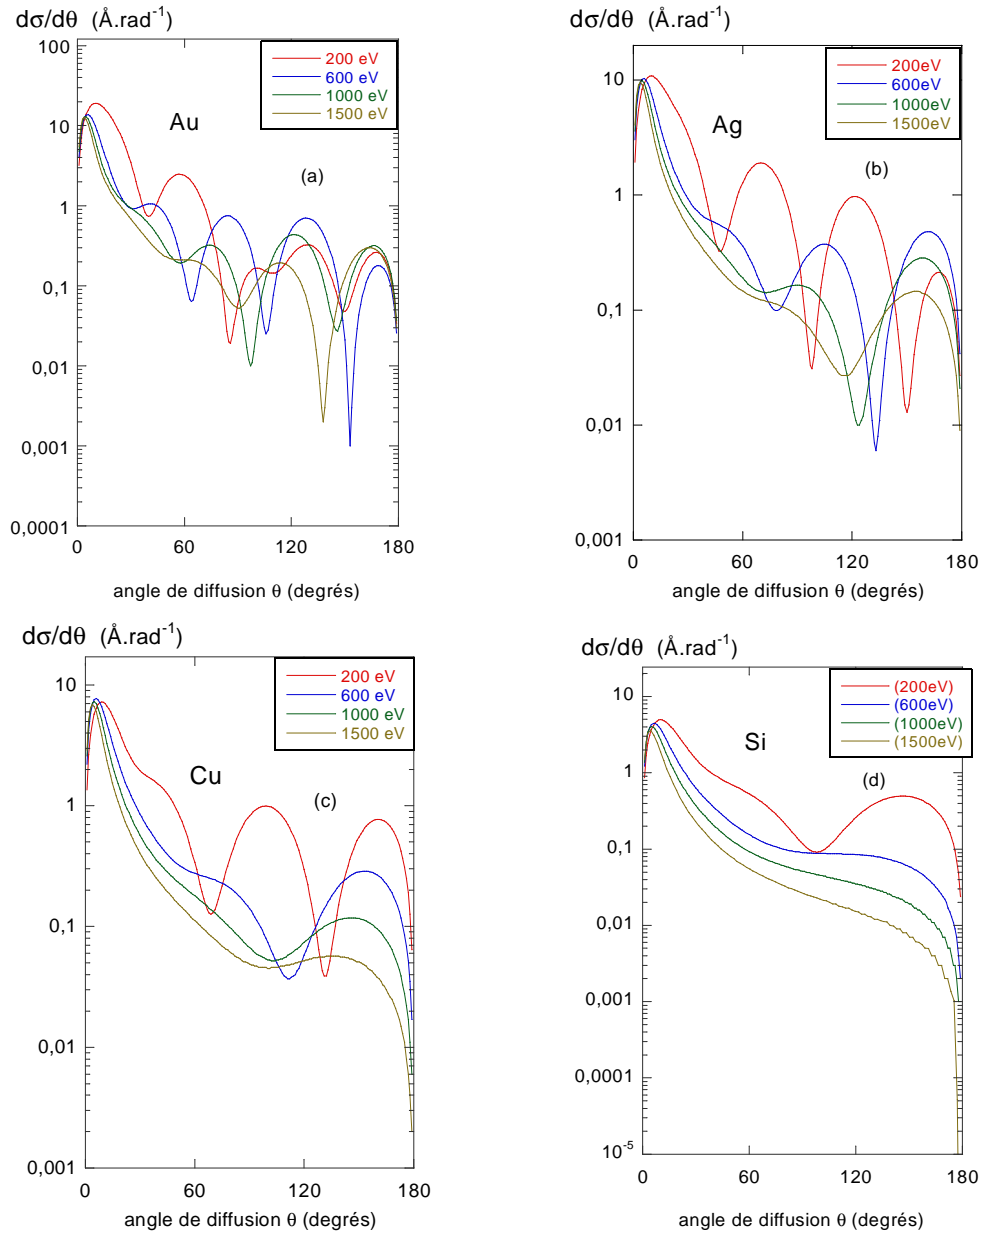 dσ/dθ (Å.rad-1)
100
10
1
0,1
0,01
0,001
0,0001
200 eV
600 eV
1000 eV
1500 eV
Au
(a)
0 60 120 180
angle de diffusion θ (degrés)
dσ/dθ (Å.rad-1)
10
1
0,1
0,01
0,001
200eV
600eV
1000eV
1500eV
Ag
(b)
0 60 120 180
angle de diffusion θ (degrés)
dσ/dθ (Å.rad-1)
10
1
0,1
0,01
0,001
200 eV
600 eV
1000 eV
1500 eV
Cu
(c)
0 60 120 180
angle de diffusion θ (degrés)
dσ/dθ (Å.rad-1)
10
1
0,1
0,01
0,001
0,0001
10-5
(200eV)
(600eV)
(1000eV)
(1500eV)
Si
(d)
0 60 120 180
angle de diffusion θ (degrés)